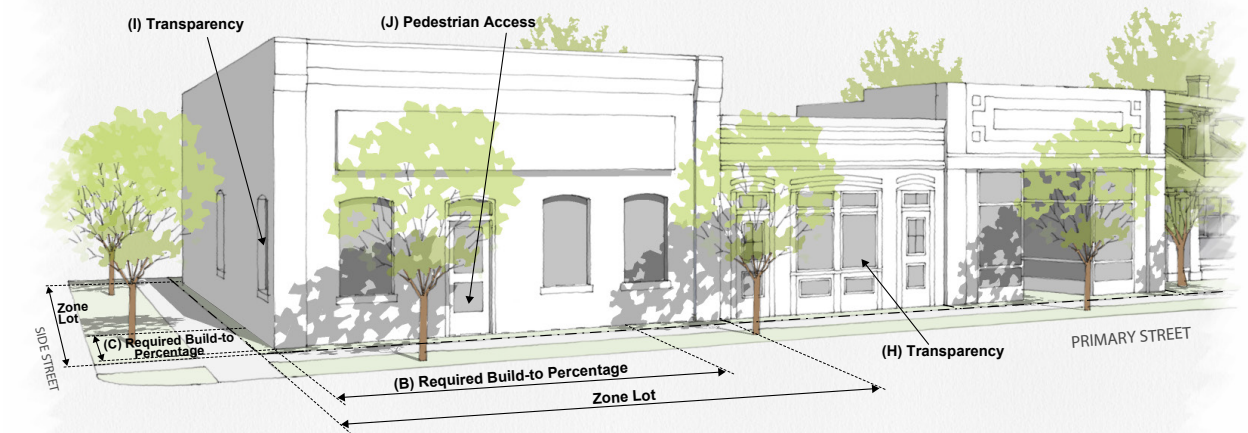 (I) Transparency
(J) Pedestrian Access
Zone
Lot
(C) Required Build-to
Percentage
SIDE STREET
(H) Transparency
PRIMARY STREET
(B) Required Build-to Percentage
Zone Lot